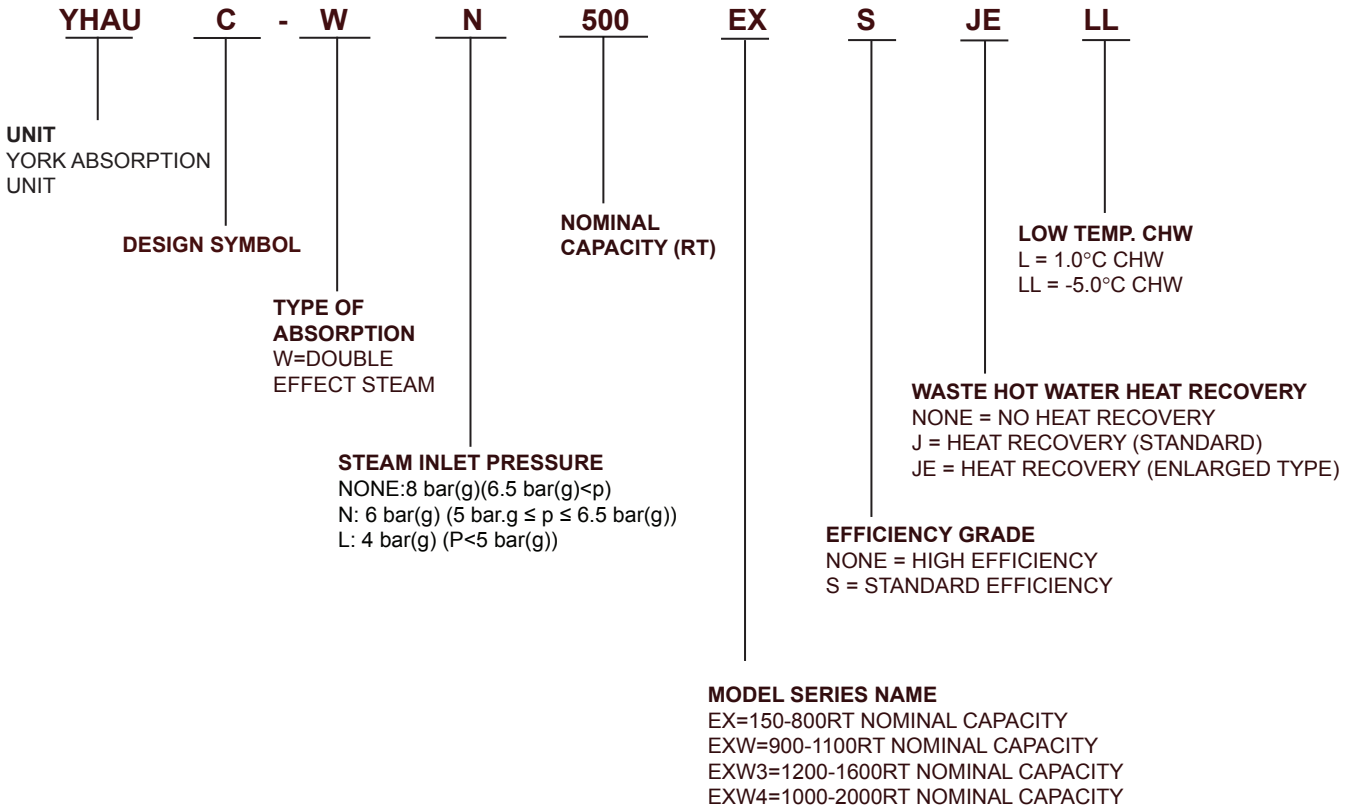 YHAU C - W N 500 EX S JE LL
UNIT
YORK ABSORPTION
UNIT
DESIGN SYMBOL
TYPE OF
ABSORPTION
W=DOUBLE
EFFECT STEAM
STEAM INLET PRESSURE
NONE:8 bar(g)(6.5 bar(g)<p)
N: 6 bar(g) (5 bar.g ≤ p ≤ 6.5 bar(g))
L: 4 bar(g) (P<5 bar(g))
NOMINAL
CAPACITY (RT)
MODEL SERIES NAME
EX=150-800RT NOMINAL CAPACITY
EXW=900-1100RT NOMINAL CAPACITY
EXW3=1200-1600RT NOMINAL CAPACITY
EXW4=1000-2000RT NOMINAL CAPACITY
EFFICIENCY GRADE
NONE = HIGH EFFICIENCY
S = STANDARD EFFICIENCY
WASTE HOT WATER HEAT RECOVERY
NONE = NO HEAT RECOVERY
J = HEAT RECOVERY (STANDARD)
JE = HEAT RECOVERY (ENLARGED TYPE)
LOW TEMP. CHW
L = 1.0°C CHW
LL = -5.0°C CHW